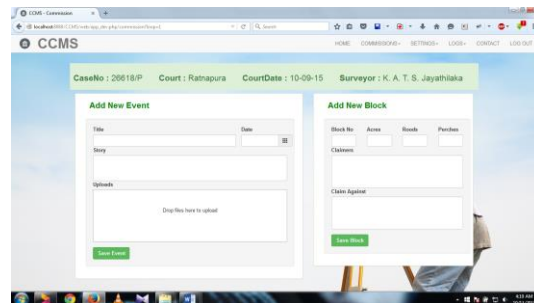 CCMS - Commission
Search
CCMS
HOME COMMISSIONS SETTINGS LOGS CONTACT LOG OUT
CaseNo : 26618/P Court : Ratnapura CourtDate : 10-09-15 Surveyor : K. A. T. S. Jayathilaka
Add New Event
Add New Block
Title Date
Block No Acres Roods Perches
Story
Claimers
Uploads
Claim Against
Drop files here to upload
Save Block
Save Event